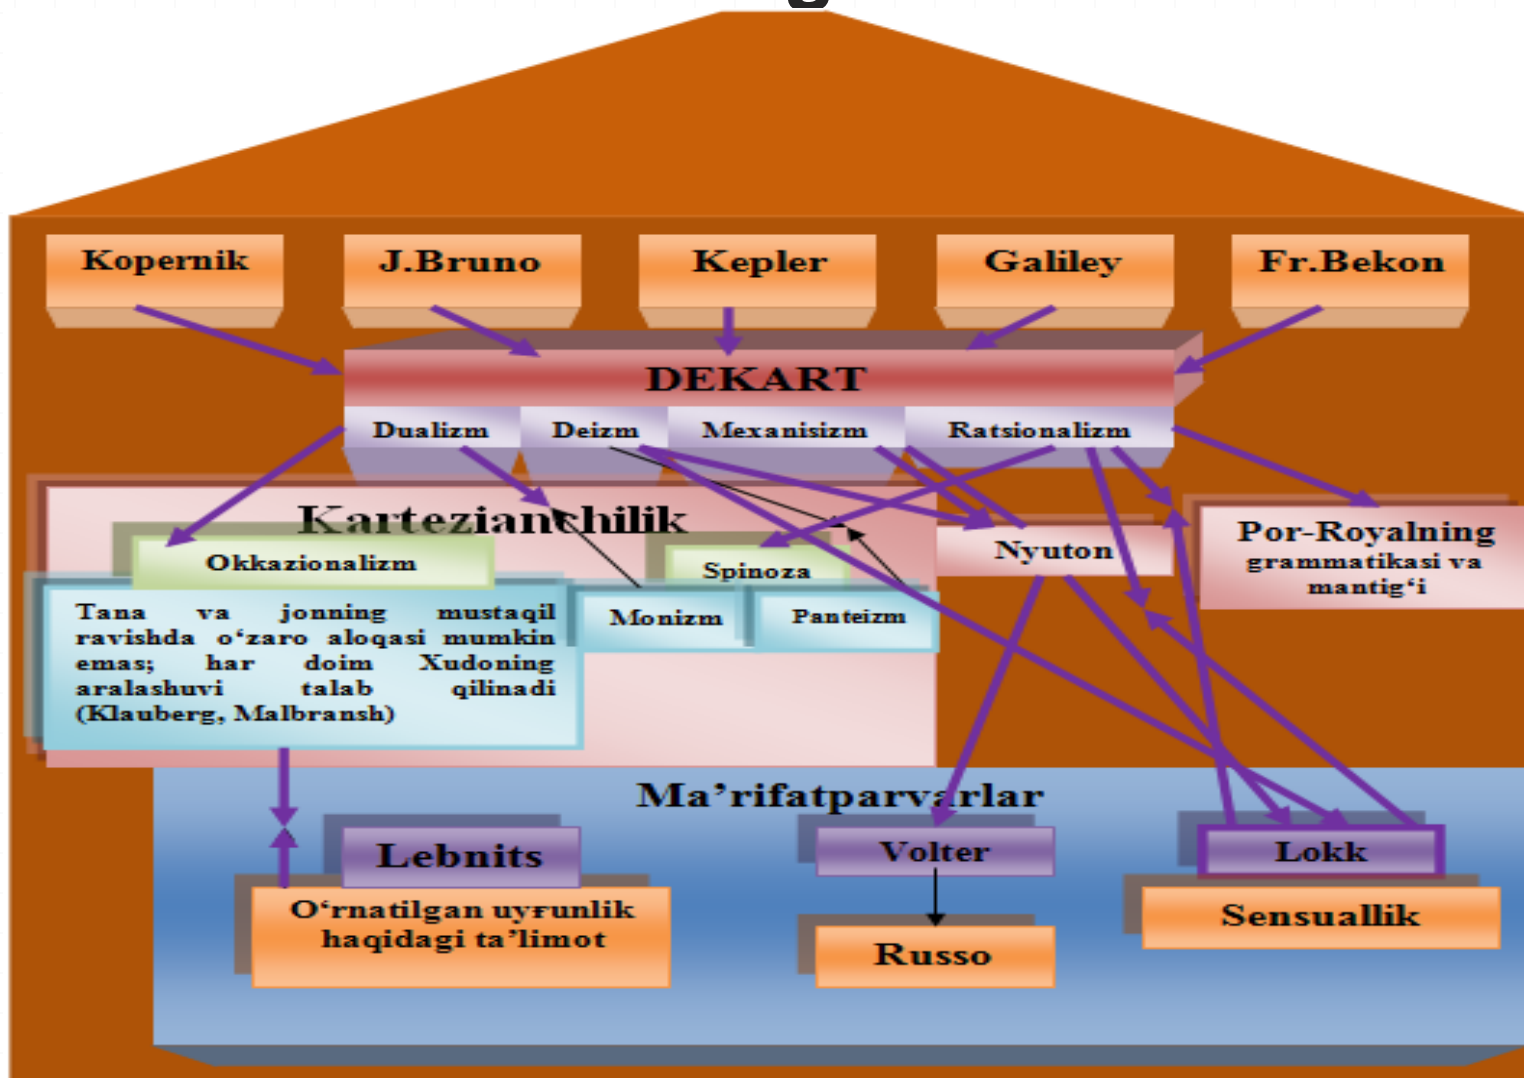 Kopernik
J.Bruno
Kepler
Galiley
Fr.Bekon
DEKART
Dualizm
Deizm
Mexanisizm
Ratsionalizm
Kartezianchilik
Okkazionalizm
Tana va jonning mustaqil
ravishda o‘zaro aloqasi mumkin
emas; har doim Xudoning
aralashuvi talab qilinadi
(Klauberg, Malbransh)
Spinoza
Monizm
Panteizm
Nyuton
Por-Royalning
grammatikasi va
mantig‘i
Ma’rifatparvarlar
Lebnits
O‘rnatilgan uyғunlik
haqidagi ta’limot
Volter
Russo
Lokk
Sensuallik